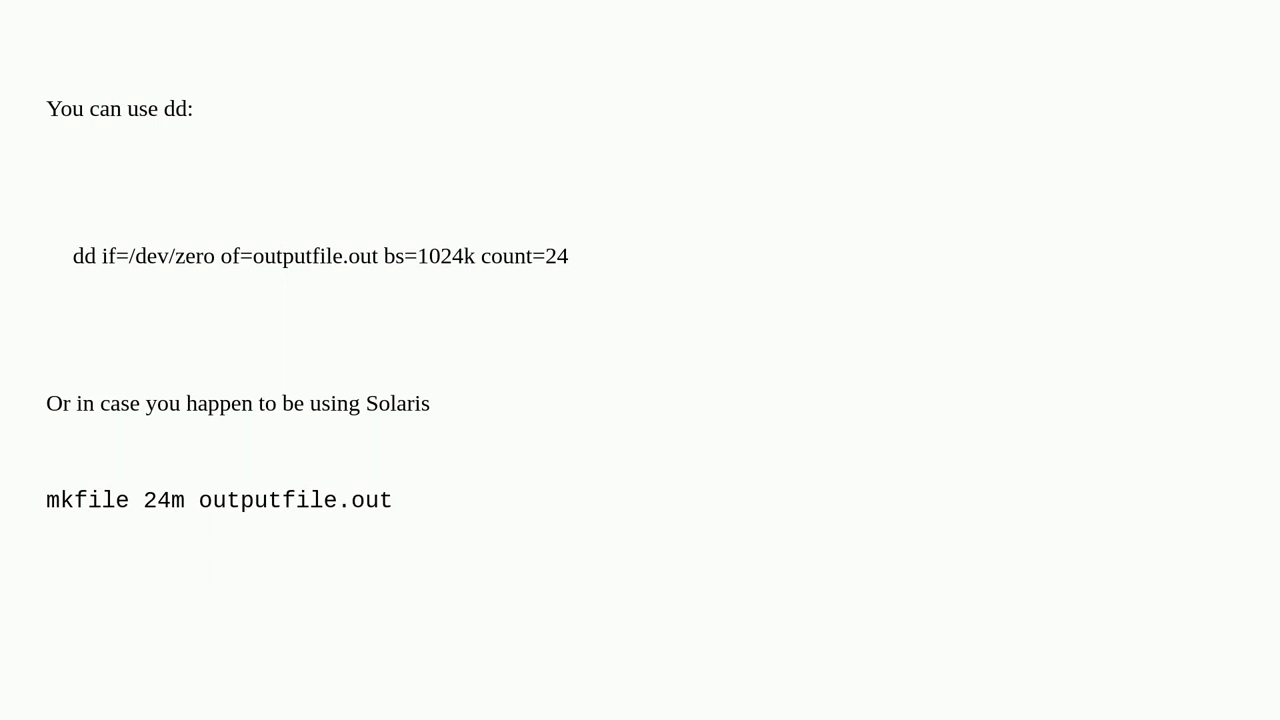 You can use dd:
dd if=/dev/zero of=outputfile.out bs=1024k count=24
Or in case you happen to be using Solaris
mkfile 24m outputfile.out